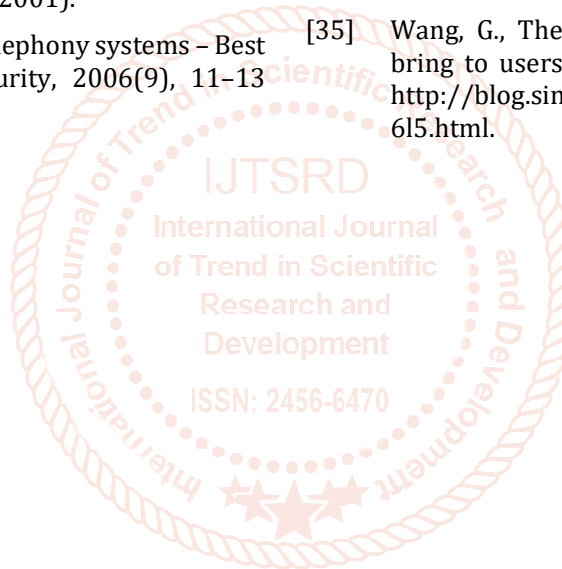 2001).
lephony systems – Best
urity, 2006(9), 11–13
[35] Wang, G., The
bring to users
http://blog.sin
6l5.html.
International Journal of Trend in Scientific Research and Development
IJTSRD
International Journal
of Trend in Scientific
Research and
Development
ISSN: 2456-6470